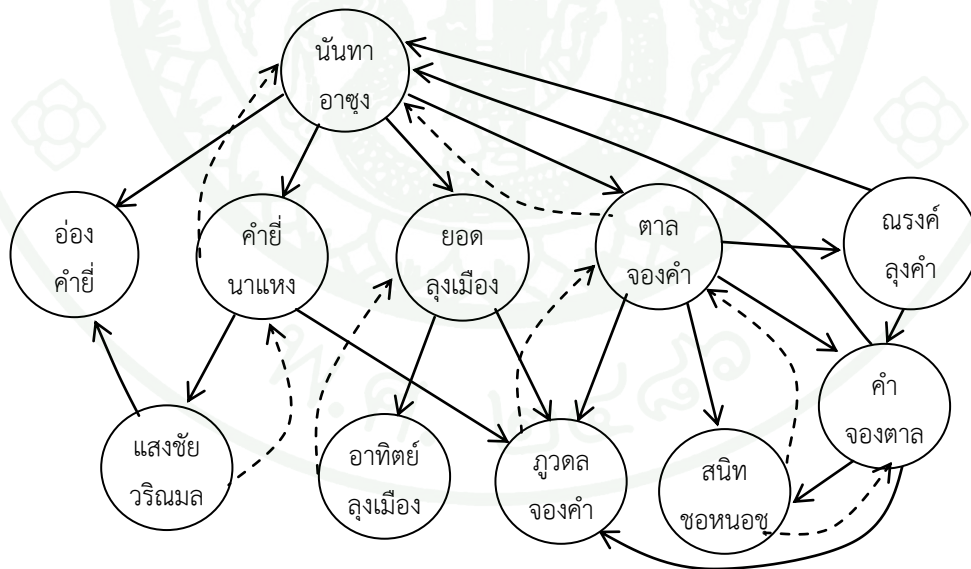 นันทา
อาซุง
อ่อง
คำยี่
คำยี่
นาแหง
ยอด
ลุงเมือง
ตาล
จองคำ
ณรงค์
ลุงคำ
คำ
จองตาล
แสงชัย
วริณมล
อาทิตย์
ลุงเมือง
ภูวดล
จองคำ
สนิท
ชอหนอช